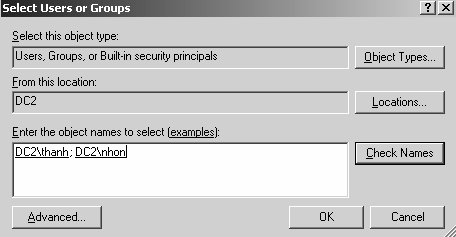 Select Users or Groups
Select this object type:
Users, Groups, or Built-in security principals
Object Types...
From this location:
DC2
Locations...
Enter the object names to select (examples):
DC2\thanh; DC2\nhon
Check Names
Advanced...
OK
Cancel